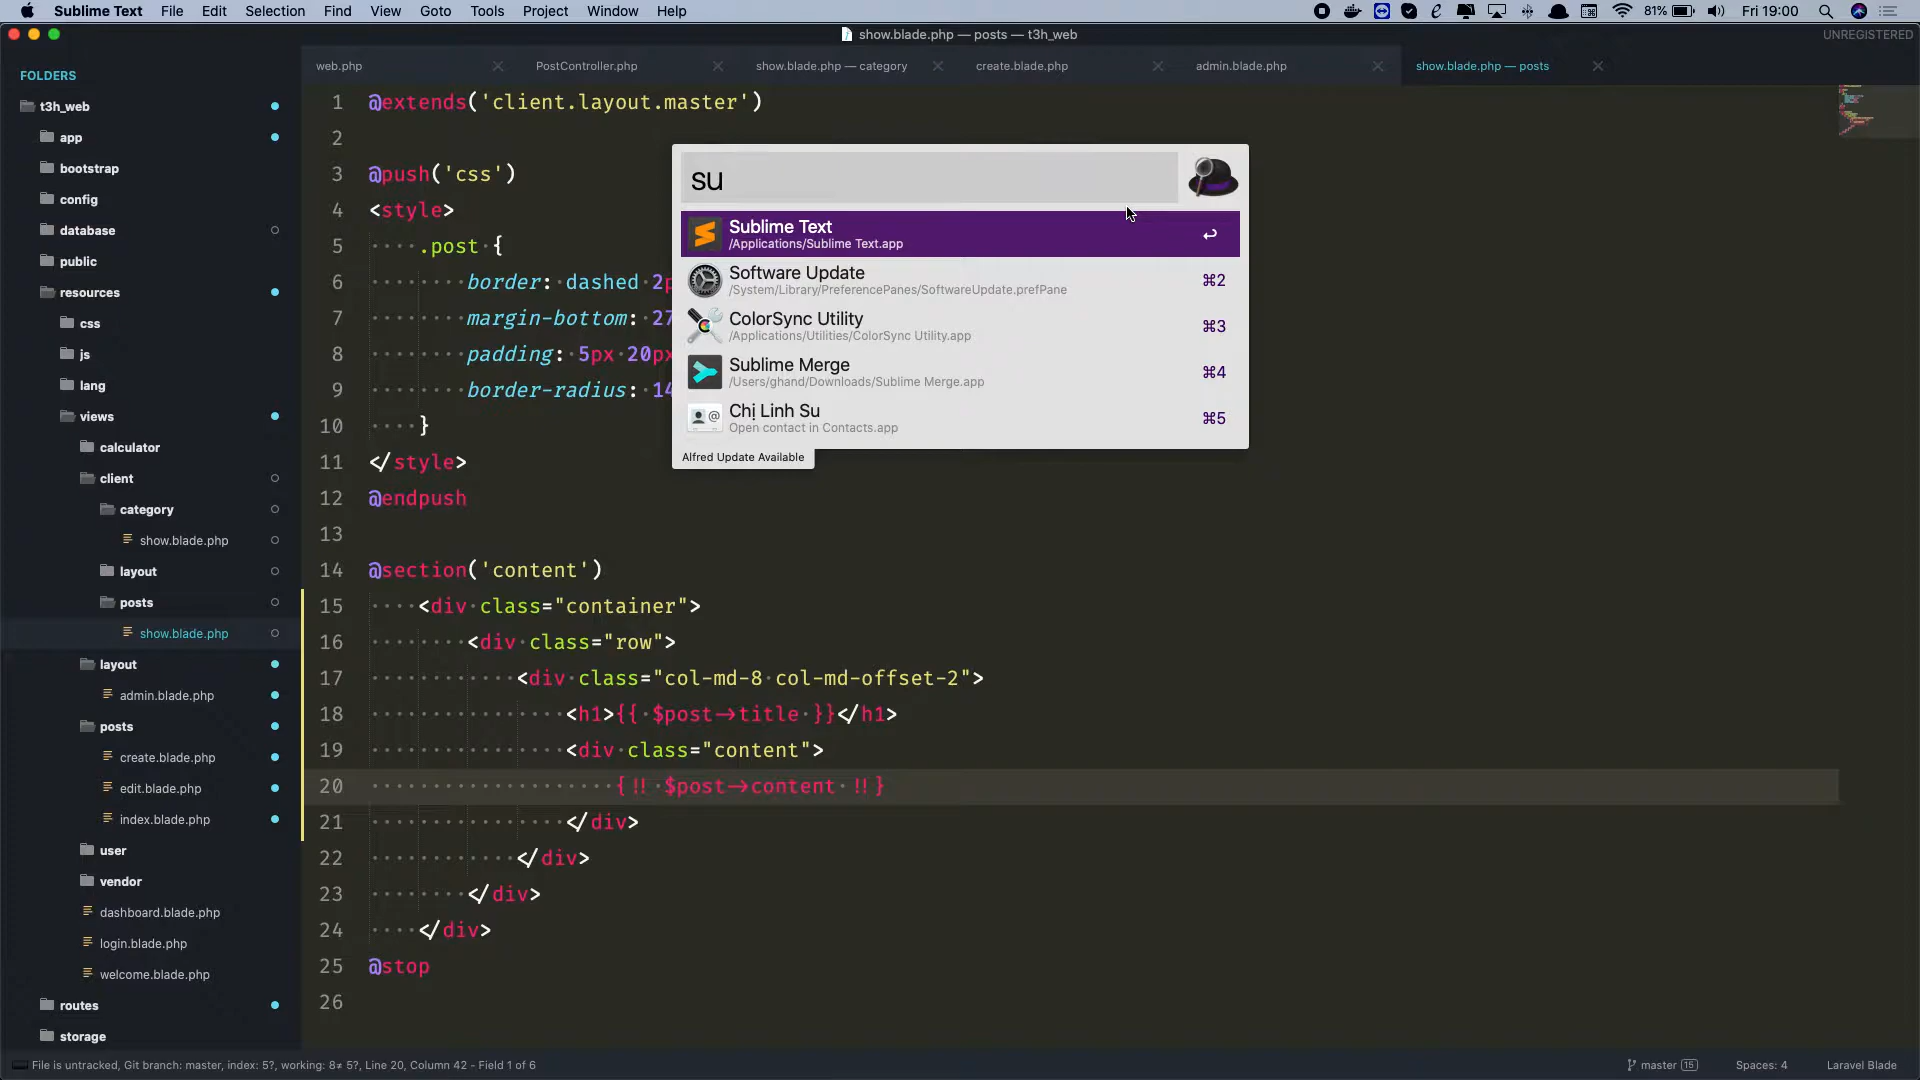 Sublime Text File Edit Selection Find View Goto Tools Project Window Help
81% Fri 19:00
show.blade.php — posts — t3h_web
UNREGISTERED
web.php PostController.php show.blade.php — category create.blade.php admin.blade.php show.blade.php — posts
FOLDERS
t3h_web
app
bootstrap
config
database
public
resources
css
js
lang
views
calculator
client
category
show.blade.php
layout
posts
show.blade.php
layout
admin.blade.php
posts
create.blade.php
edit.blade.php
index.blade.php
user
vendor
dashboard.blade.php
login.blade.php
welcome.blade.php
routes
storage
1 @extends('client.layout.master')
2
3 @push('css')
4 <style>
5 .post {
6 border: dashed 2p
7 margin-bottom: 27
8 padding: 5px 20px
9 border-radius: 14
10 }
11 </style>
12 @endpush
13
14 @section('content')
15 <div class="container">
16 <div class="row">
17 <div class="col-md-8 col-md-offset-2">
18 <h1>{{ $post->title }}</h1>
19 <div class="content">
20 {!! $post->content !!}
21 </div>
22 </div>
23 </div>
24 </div>
25 @stop
26
su
Sublime Text
/Applications/Sublime Text.app
Software Update
/System/Library/PreferencePanes/SoftwareUpdate.prefPane
⌘2
ColorSync Utility
/Applications/Utilities/ColorSync Utility.app
⌘3
Sublime Merge
/Users/ghand/Downloads/Sublime Merge.app
⌘4
Chị Linh Su
Open contact in Contacts.app
⌘5
Alfred Update Available
File is untracked, Git branch: master, index: 5?, working: 8≠ 5?, Line 20, Column 42 - Field 1 of 6
master 15 Spaces: 4 Laravel Blade